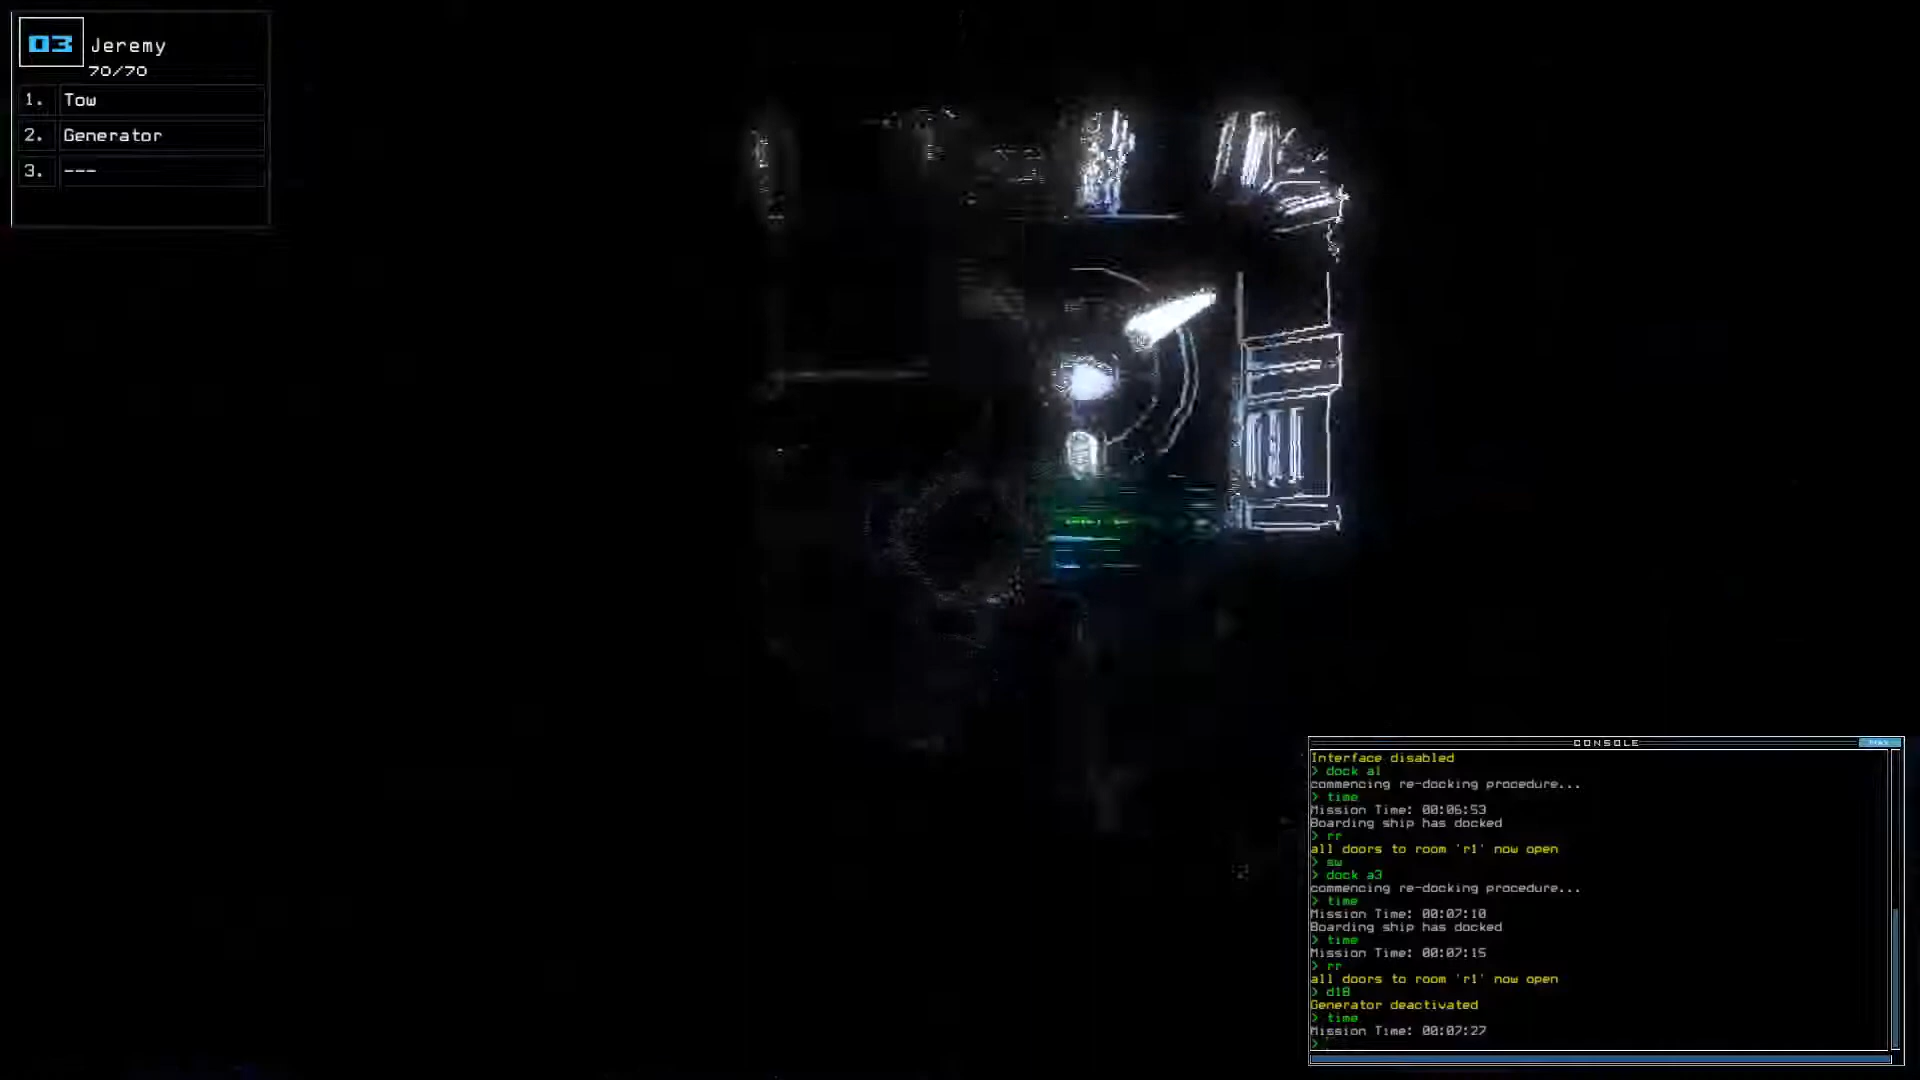 03 Jeremy
70/70
1. Tow
2. Generator
3. ---
CONSOLE
Interface disabled
> dock a1
commencing re-docking procedure...
> time
Mission Time: 00:06:53
Boarding ship has docked
> rr
all doors to room 'r1' now open
> sw
> dock a3
commencing re-docking procedure...
> time
Mission Time: 00:07:10
Boarding ship has docked
> time
Mission Time: 00:07:15
> rr
all doors to room 'r1' now open
> d18
Generator deactivated
> time
Mission Time: 00:07:27
>